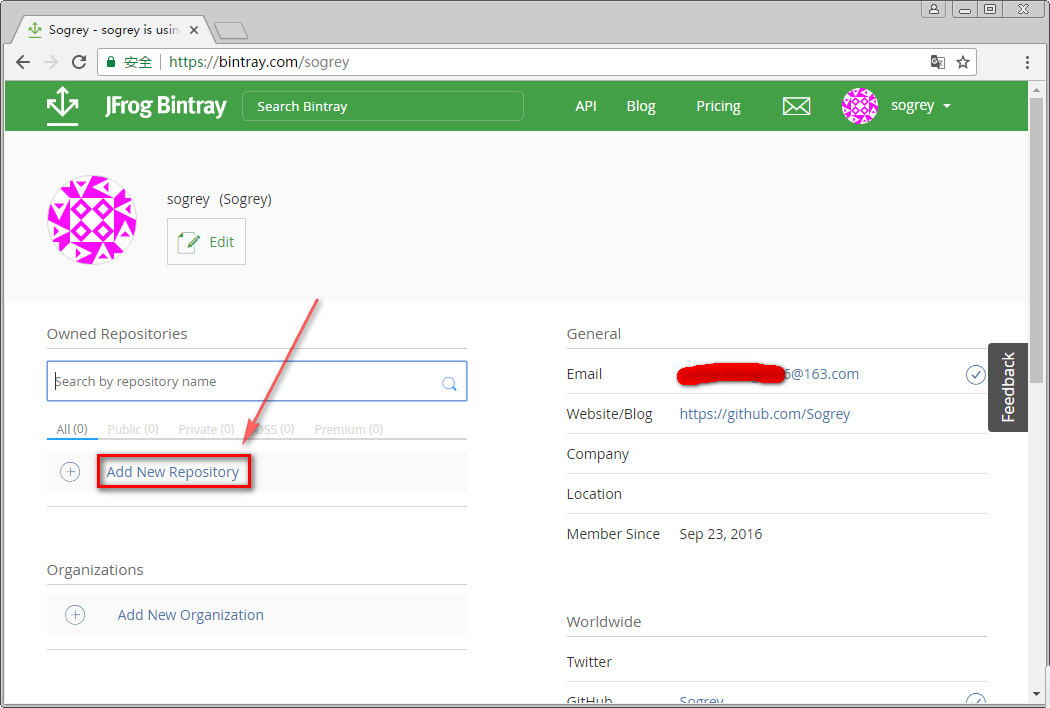 Sogrey - sogrey is usin
安全 https://bintray.com/sogrey
JFrog Bintray Search Bintray API Blog Pricing sogrey
sogrey (Sogrey)
Edit
Owned Repositories
Search by repository name
All (0) Public (0) Private (0) OSS (0) Premium (0)
Add New Repository
Organizations
Add New Organization
General
Email 6@163.com
Website/Blog https://github.com/Sogrey
Company
Location
Member Since Sep 23, 2016
Worldwide
Twitter
GitHub Sogrey
Feedback